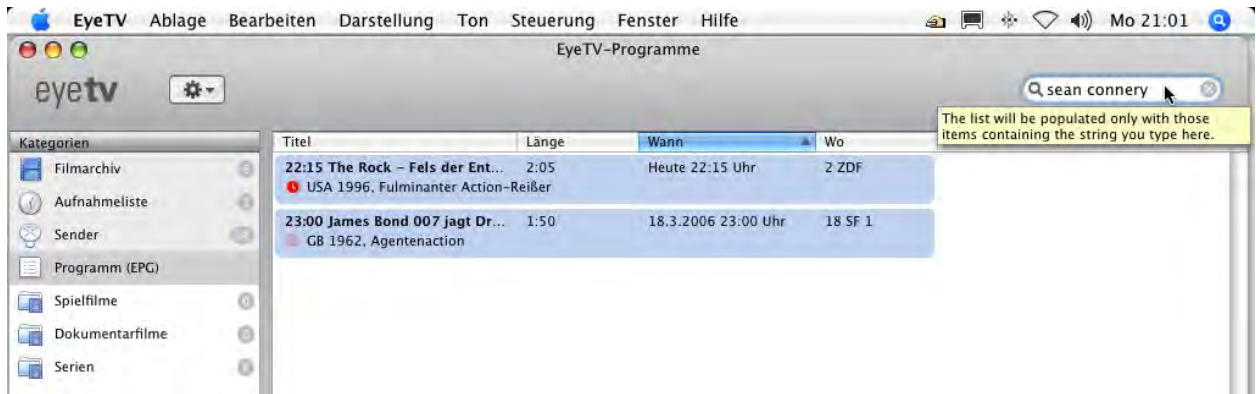 EyeTV Ablage Bearbeiten Darstellung Ton Steuerung Fenster Hilfe Mo 21:01
EyeTV-Programme
eyetv
sean connery
The list will be populated only with those
items containing the string you type here.
Kategorien
Filmarchiv
Aufnahmeliste
Sender
Programm (EPG)
Spielfilme
Dokumentarfilme
Serien
Titel Länge Wann Wo
22:15 The Rock – Fels der Ent... 2:05 Heute 22:15 Uhr 2 ZDF
USA 1996, Fulminanter Action-Reißer
23:00 James Bond 007 jagt Dr... 1:50 18.3.2006 23:00 Uhr 18 SF 1
GB 1962, Agentenaction